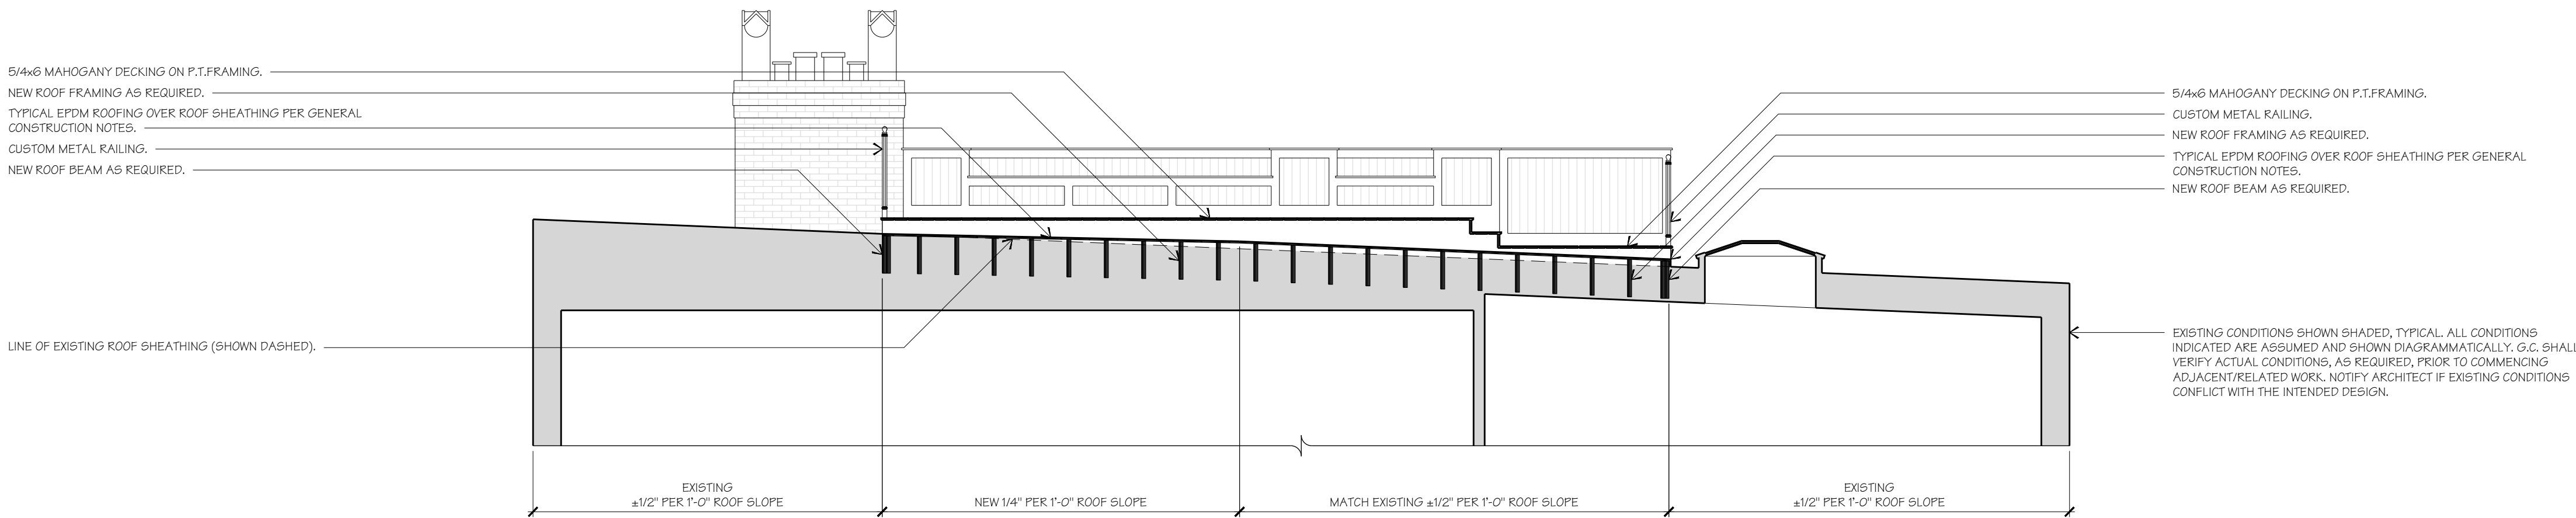 5/4x6 MAHOGANY DECKING ON P.T.FRAMING.
NEW ROOF FRAMING AS REQUIRED.
TYPICAL EPDM ROOFING OVER ROOF SHEATHING PER GENERAL
CONSTRUCTION NOTES.
CUSTOM METAL RAILING.
NEW ROOF BEAM AS REQUIRED.
LINE OF EXISTING ROOF SHEATHING (SHOWN DASHED).
5/4x6 MAHOGANY DECKING ON P.T.FRAMING.
CUSTOM METAL RAILING.
NEW ROOF FRAMING AS REQUIRED.
TYPICAL EPDM ROOFING OVER ROOF SHEATHING PER GENERAL
CONSTRUCTION NOTES.
NEW ROOF BEAM AS REQUIRED.
EXISTING CONDITIONS SHOWN SHADED, TYPICAL. ALL CONDITIONS
INDICATED ARE ASSUMED AND SHOWN DIAGRAMMATICALLY. G.C. SHALL
VERIFY ACTUAL CONDITIONS, AS REQUIRED, PRIOR TO COMMENCING
ADJACENT/RELATED WORK. NOTIFY ARCHITECT IF EXISTING CONDITIONS
CONFLICT WITH THE INTENDED DESIGN.
EXISTING
±1/2" PER 1'-0" ROOF SLOPE
NEW 1/4" PER 1'-0" ROOF SLOPE
MATCH EXISTING ±1/2" PER 1'-0" ROOF SLOPE
EXISTING
±1/2" PER 1'-0" ROOF SLOPE